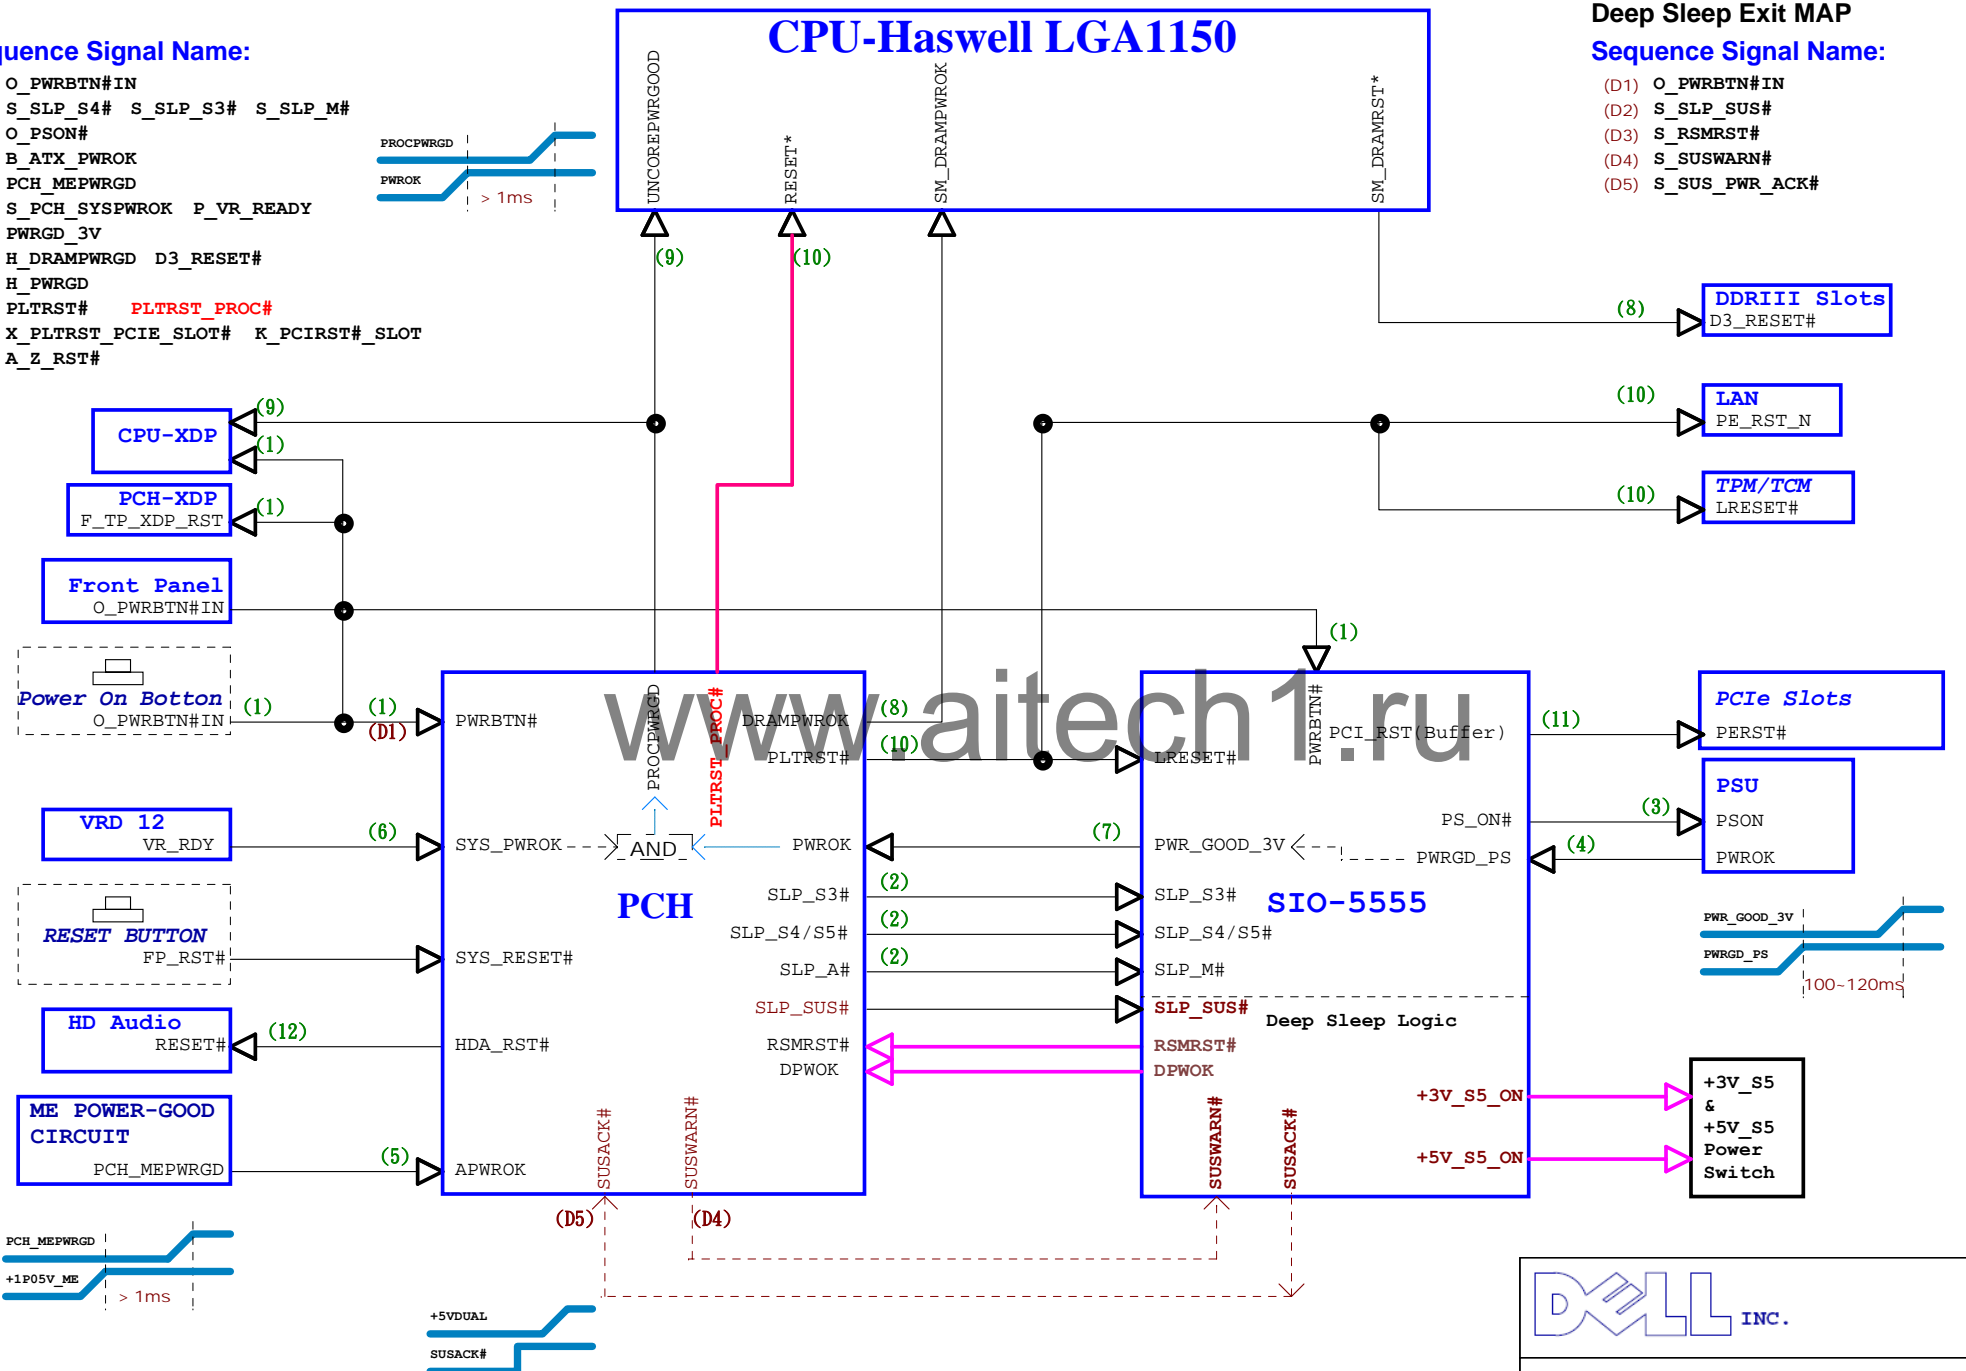 quence Signal Name:
O_PWRBTN#IN
S_SLP_S4# S_SLP_S3# S_SLP_M#
O_PSON#
B_ATX_PWROK
PCH_MEPWRGD
S_PCH_SYSPWROK P_VR_READY
PWRGD_3V
H_DRAMPWRGD D3_RESET#
H_PWRGD
PLTRST# PLTRST_PROC#
X_PLTRST_PCIE_SLOT# K_PCIRST#_SLOT
A_Z_RST#
PROCPWRGD
PWROK
> 1ms
CPU-Haswell LGA1150
UNCOREPWRGOOD
RESET*
SM_DRAMPWROK
SM_DRAMRST*
(9)
(10)
Deep Sleep Exit MAP
Sequence Signal Name:
(D1) O_PWRBTN#IN
(D2) S_SLP_SUS#
(D3) S_RSMRST#
(D4) S_SUSWARN#
(D5) S_SUS_PWR_ACK#
(8)
DDRIII Slots
D3_RESET#
(10)
LAN
PE_RST_N
(10)
TPM/TCM
LRESET#
CPU-XDP
(9)
(1)
PCH-XDP
F_TP_XDP_RST
(1)
Front Panel
O_PWRBTN#IN
Power On Botton
O_PWRBTN#IN
(1)
(1)
(D1)
VRD 12
VR_RDY
(6)
RESET BUTTON
FP_RST#
HD Audio
RESET#
(12)
ME POWER-GOOD
CIRCUIT
PCH_MEPWRGD
(5)
PWRBTN#
SYS_PWROK
SYS_RESET#
HDA_RST#
APWROK
PROCPWRGD
PLTRST_PROC#
AND
PCH
DRAMPWROK
PLTRST#
PWROK
SLP_S3#
SLP_S4/S5#
SLP_A#
SLP_SUS#
RSMRST#
DPWOK
SUSACK#
SUSWARN#
(D5)
(D4)
(8)
(10)
(7)
(2)
(2)
(2)
www.aitech1.ru
(1)
PWRBTN#
PCI_RST(Buffer)
LRESET#
PS_ON#
PWR_GOOD_3V
PWRGD_PS
SLP_S3#
SIO-5555
SLP_S4/S5#
SLP_M#
SLP_SUS#
Deep Sleep Logic
RSMRST#
DPWOK
+3V_S5_ON
+5V_S5_ON
SUSWARN#
SUSACK#
(11)
PCIe Slots
PERST#
PSU
(3)
PSON
(4)
PWROK
PWR_GOOD_3V
PWRGD_PS
100~120ms
+3V_S5
&
+5V_S5
Power
Switch
PCH_MEPWRGD
+1P05V_ME
> 1ms
+5VDUAL
SUSACK#
DELL INC.